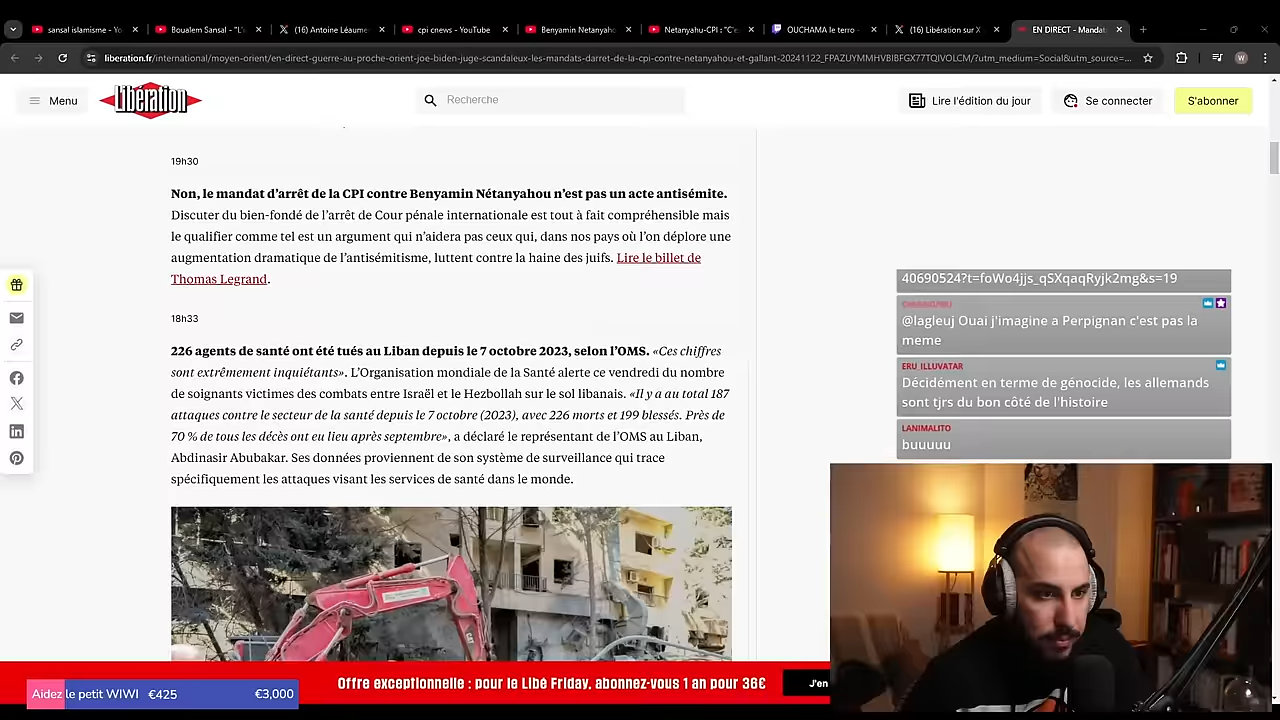 sansal islamisme - Yo
Boualem Sansal - "L'
(16) Antoine Léaume
cpi cnews - YouTube
Benyamin Netanyaho
Netanyahu-CPI : "C'e
OUCHAMA le terro -
(16) Libération sur X
EN DIRECT - Mandat
liberation.fr/international/moyen-orient/en-direct-guerre-au-proche-orient-joe-biden-juge-scandaleux-les-mandats-darret-de-la-cpi-contre-netanyahou-et-gallant-20241122_FPAZUYMMHVBIBFGX77TQIVOLCM/?utm_medium=Social&utm_source=...
W
Menu
Libération
Recherche
Lire l'édition du jour
Se connecter
S'abonner
19h30
Non, le mandat d'arrêt de la CPI contre Benyamin Nétanyahou n'est pas un acte antisémite.
Discuter du bien-fondé de l'arrêt de Cour pénale internationale est tout à fait compréhensible mais
le qualifier comme tel est un argument qui n'aidera pas ceux qui, dans nos pays où l'on déplore une
augmentation dramatique de l'antisémitisme, luttent contre la haine des juifs. Lire le billet de
Thomas Legrand.
18h33
226 agents de santé ont été tués au Liban depuis le 7 octobre 2023, selon l'OMS. «Ces chiffres
sont extrêmement inquiétants». L'Organisation mondiale de la Santé alerte ce vendredi du nombre
de soignants victimes des combats entre Israël et le Hezbollah sur le sol libanais. «Il y a au total 187
attaques contre le secteur de la santé depuis le 7 octobre (2023), avec 226 morts et 199 blessés. Près de
70 % de tous les décès ont eu lieu après septembre», a déclaré le représentant de l'OMS au Liban,
Abdinasir Abubakar. Ses données proviennent de son système de surveillance qui trace
spécifiquement les attaques visant les services de santé dans le monde.
40690524?t=foWo4jjs_qSXqaqRyjk2mg&s=19
@lagleuj Ouai j'imagine a Perpignan c'est pas la
meme
ERU_ILLUVATAR
Décidément en terme de génocide, les allemands
sont tjrs du bon côté de l'histoire
LANIMALITO
buuuuu
Offre exceptionnelle : pour le Libé Friday, abonnez-vous 1 an pour 36€
J'en
Aidez le petit WIWI €425 €3,000